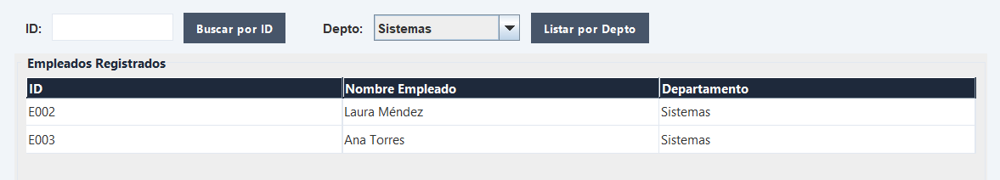 ID: Buscar por ID Depto: Sistemas Listar por Depto
Empleados Registrados
ID Nombre Empleado Departamento
E002 Laura Méndez Sistemas
E003 Ana Torres Sistemas